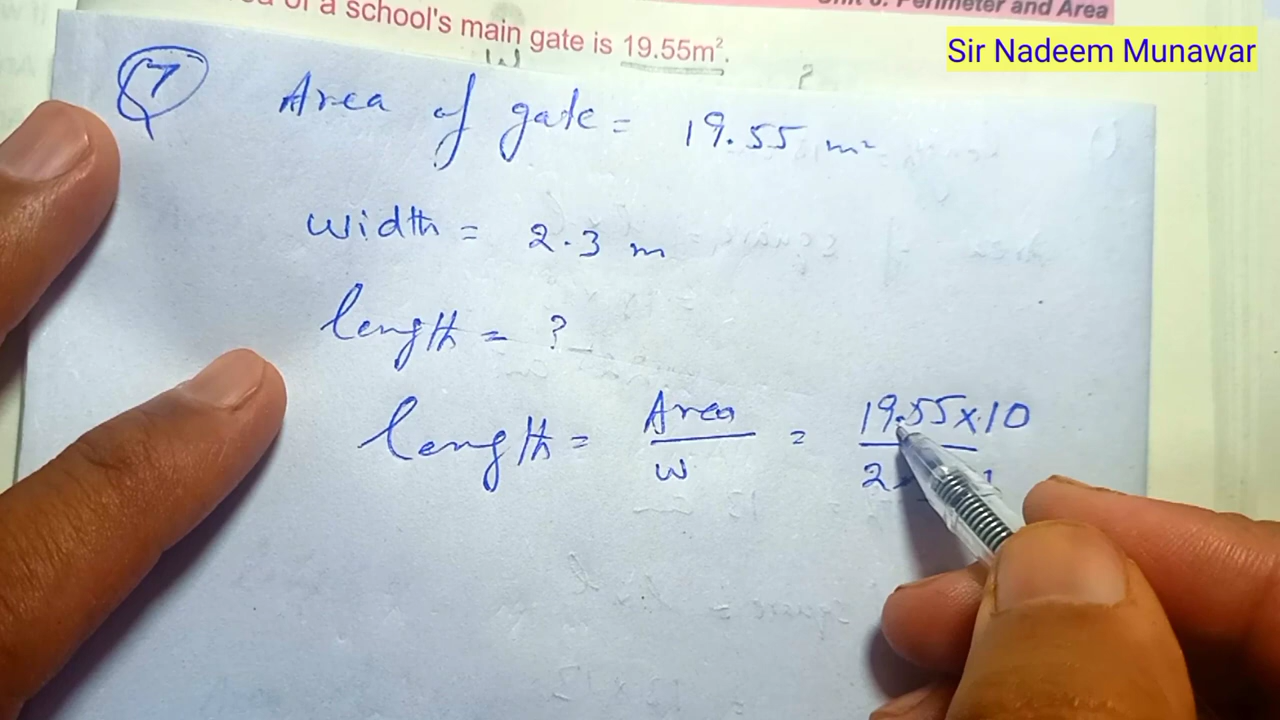 Unit 6: Perimeter and Area
of a school's main gate is 19.55m².
Sir Nadeem Munawar
W
?
7
Area of gate = 19.55 m²
width = 2.3 m
length = ?
length = Area / w = 19.55 x 10 / 2